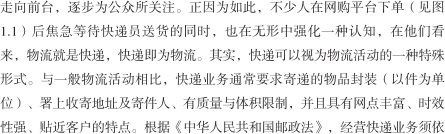 走向前台，逐步为公众所关注。正因为如此，不少人在网购平台下单（见图
1.1）后焦急等待快递员送货的同时，也在无形中强化一种认知，在他们看
来，物流就是快递，快递即为物流。其实，快递可以视为物流活动的一种特殊
形式。与一般物流活动相比，快递业务通常要求寄递的物品封装（以件为单
位）、署上收寄地址及寄件人、有质量与体积限制，并且具有网点丰富、时效
性强、贴近客户的特点。根据《中华人民共和国邮政法》，经营快递业务须依